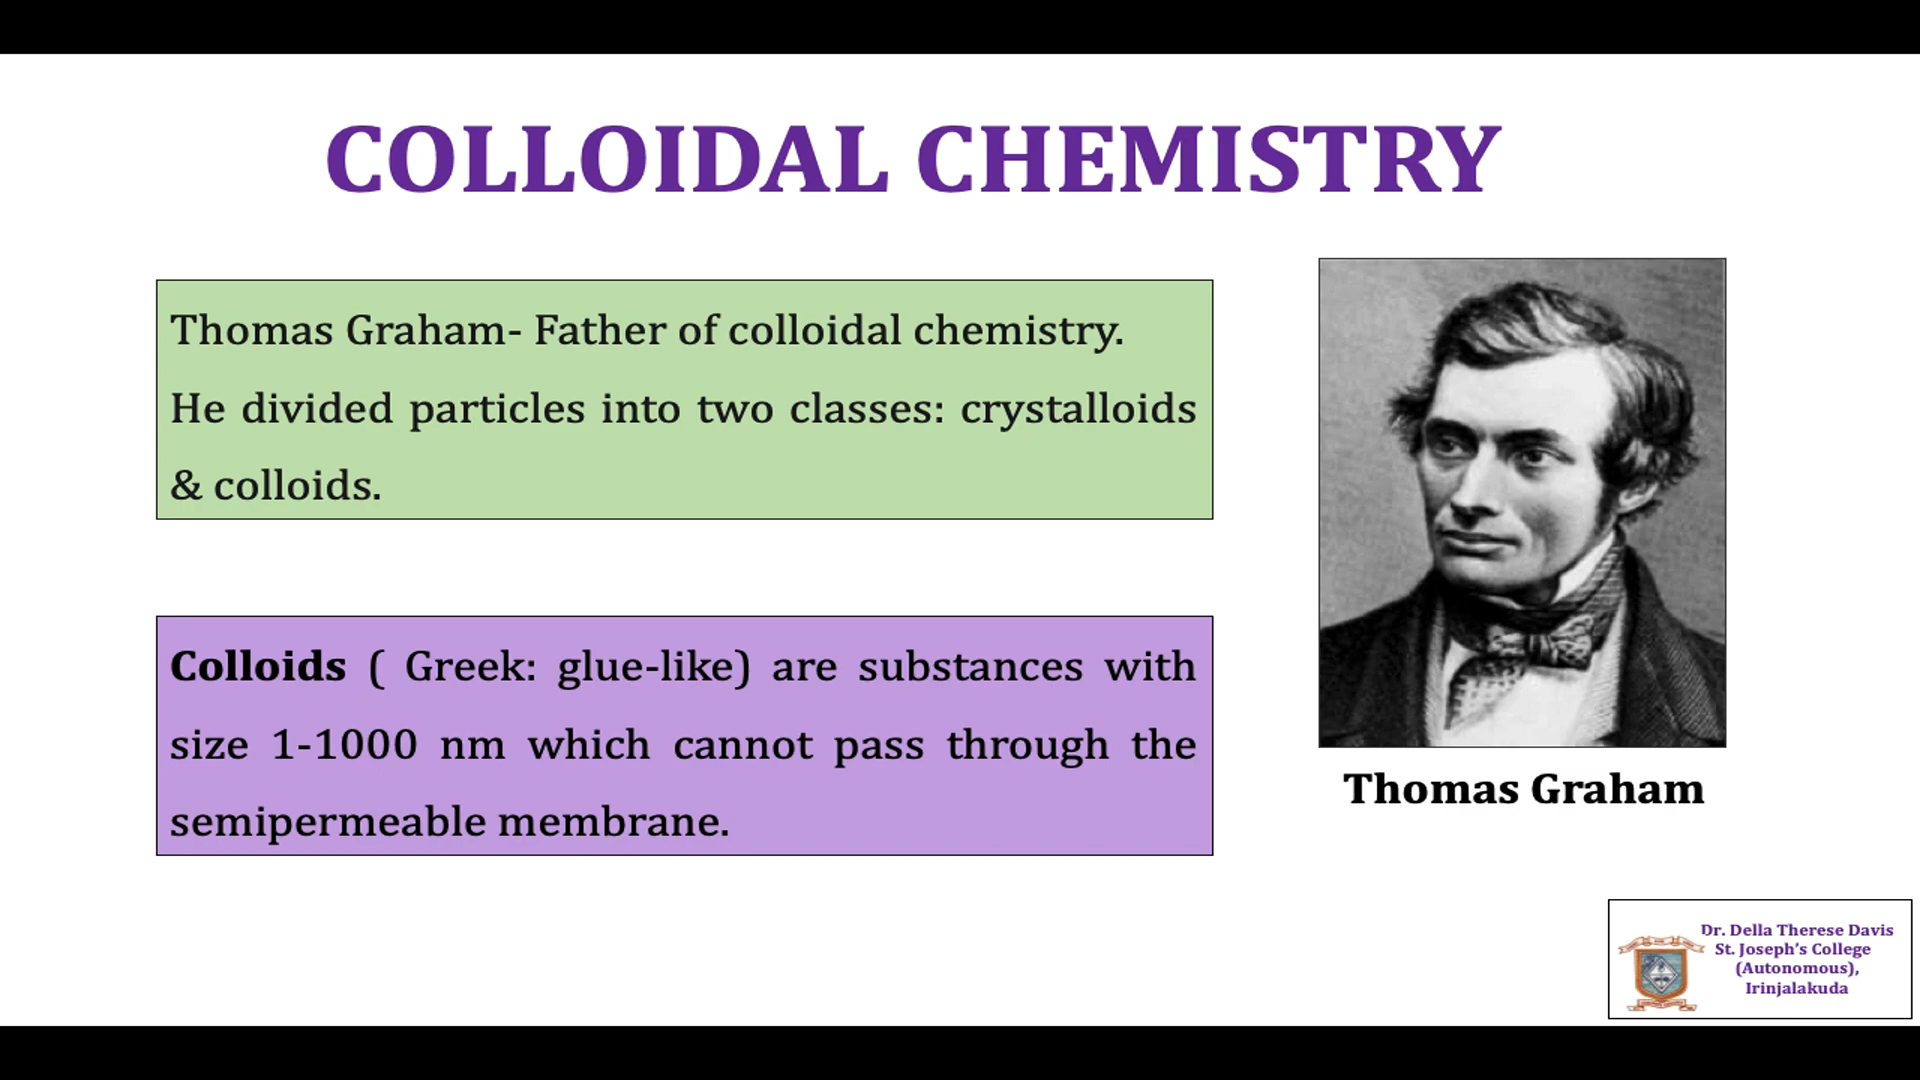 COLLOIDAL CHEMISTRY
Thomas Graham- Father of colloidal chemistry.
He divided particles into two classes: crystalloids
& colloids.
Colloids ( Greek: glue-like) are substances with
size 1-1000 nm which cannot pass through the
semipermeable membrane.
Thomas Graham
Dr. Della Therese Davis
St. Joseph's College
(Autonomous),
Irinjalakuda